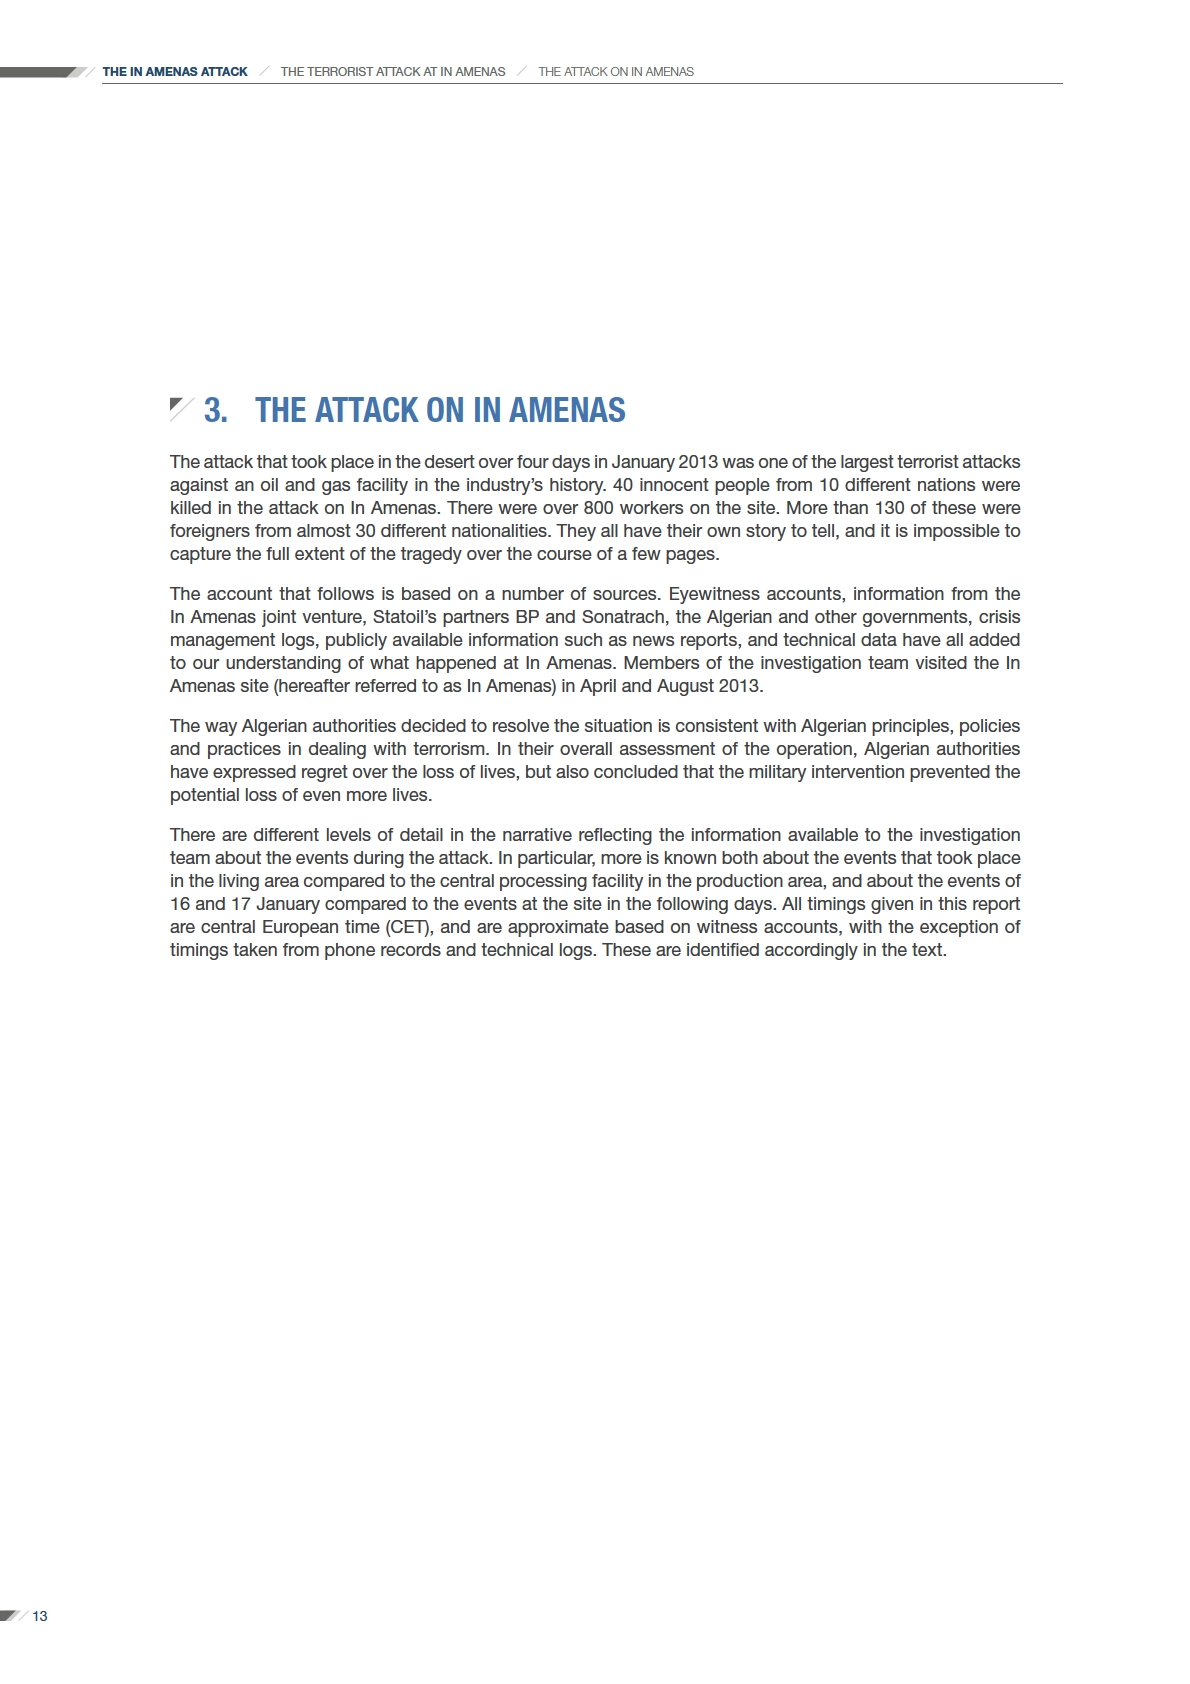 THE IN AMENAS ATTACK / THE TERRORIST ATTACK AT IN AMENAS / THE ATTACK ON IN AMENAS
3. THE ATTACK ON IN AMENAS
The attack that took place in the desert over four days in January 2013 was one of the largest terrorist attacks
against an oil and gas facility in the industry’s history. 40 innocent people from 10 different nations were
killed in the attack on In Amenas. There were over 800 workers on the site. More than 130 of these were
foreigners from almost 30 different nationalities. They all have their own story to tell, and it is impossible to
capture the full extent of the tragedy over the course of a few pages.
The account that follows is based on a number of sources. Eyewitness accounts, information from the
In Amenas joint venture, Statoil’s partners BP and Sonatrach, the Algerian and other governments, crisis
management logs, publicly available information such as news reports, and technical data have all added
to our understanding of what happened at In Amenas. Members of the investigation team visited the In
Amenas site (hereafter referred to as In Amenas) in April and August 2013.
The way Algerian authorities decided to resolve the situation is consistent with Algerian principles, policies
and practices in dealing with terrorism. In their overall assessment of the operation, Algerian authorities
have expressed regret over the loss of lives, but also concluded that the military intervention prevented the
potential loss of even more lives.
There are different levels of detail in the narrative reflecting the information available to the investigation
team about the events during the attack. In particular, more is known both about the events that took place
in the living area compared to the central processing facility in the production area, and about the events of
16 and 17 January compared to the events at the site in the following days. All timings given in this report
are central European time (CET), and are approximate based on witness accounts, with the exception of
timings taken from phone records and technical logs. These are identified accordingly in the text.
13